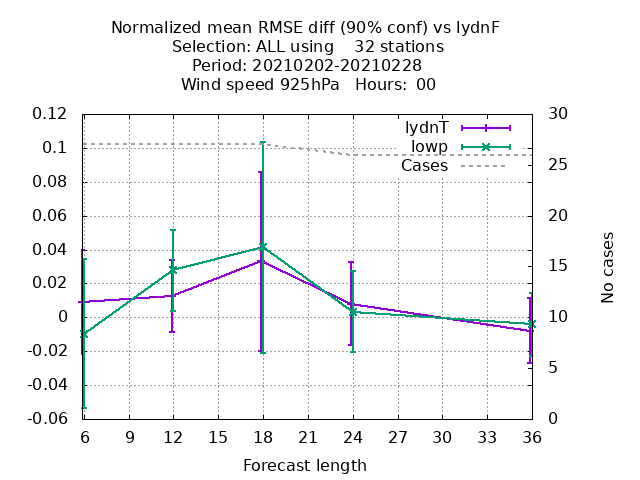 Normalized mean RMSE diff (90% conf) vs lydnF
Selection: ALL using    32 stations
Period: 20210202-20210228
Wind speed 925hPa   Hours:  00
0.12
0.1
0.08
0.06
0.04
0.02
0
-0.02
-0.04
-0.06
30
25
20
15
10
5
0
lydnT
lowp
Cases
No cases
6 9 12 15 18 21 24 27 30 33 36
Forecast length